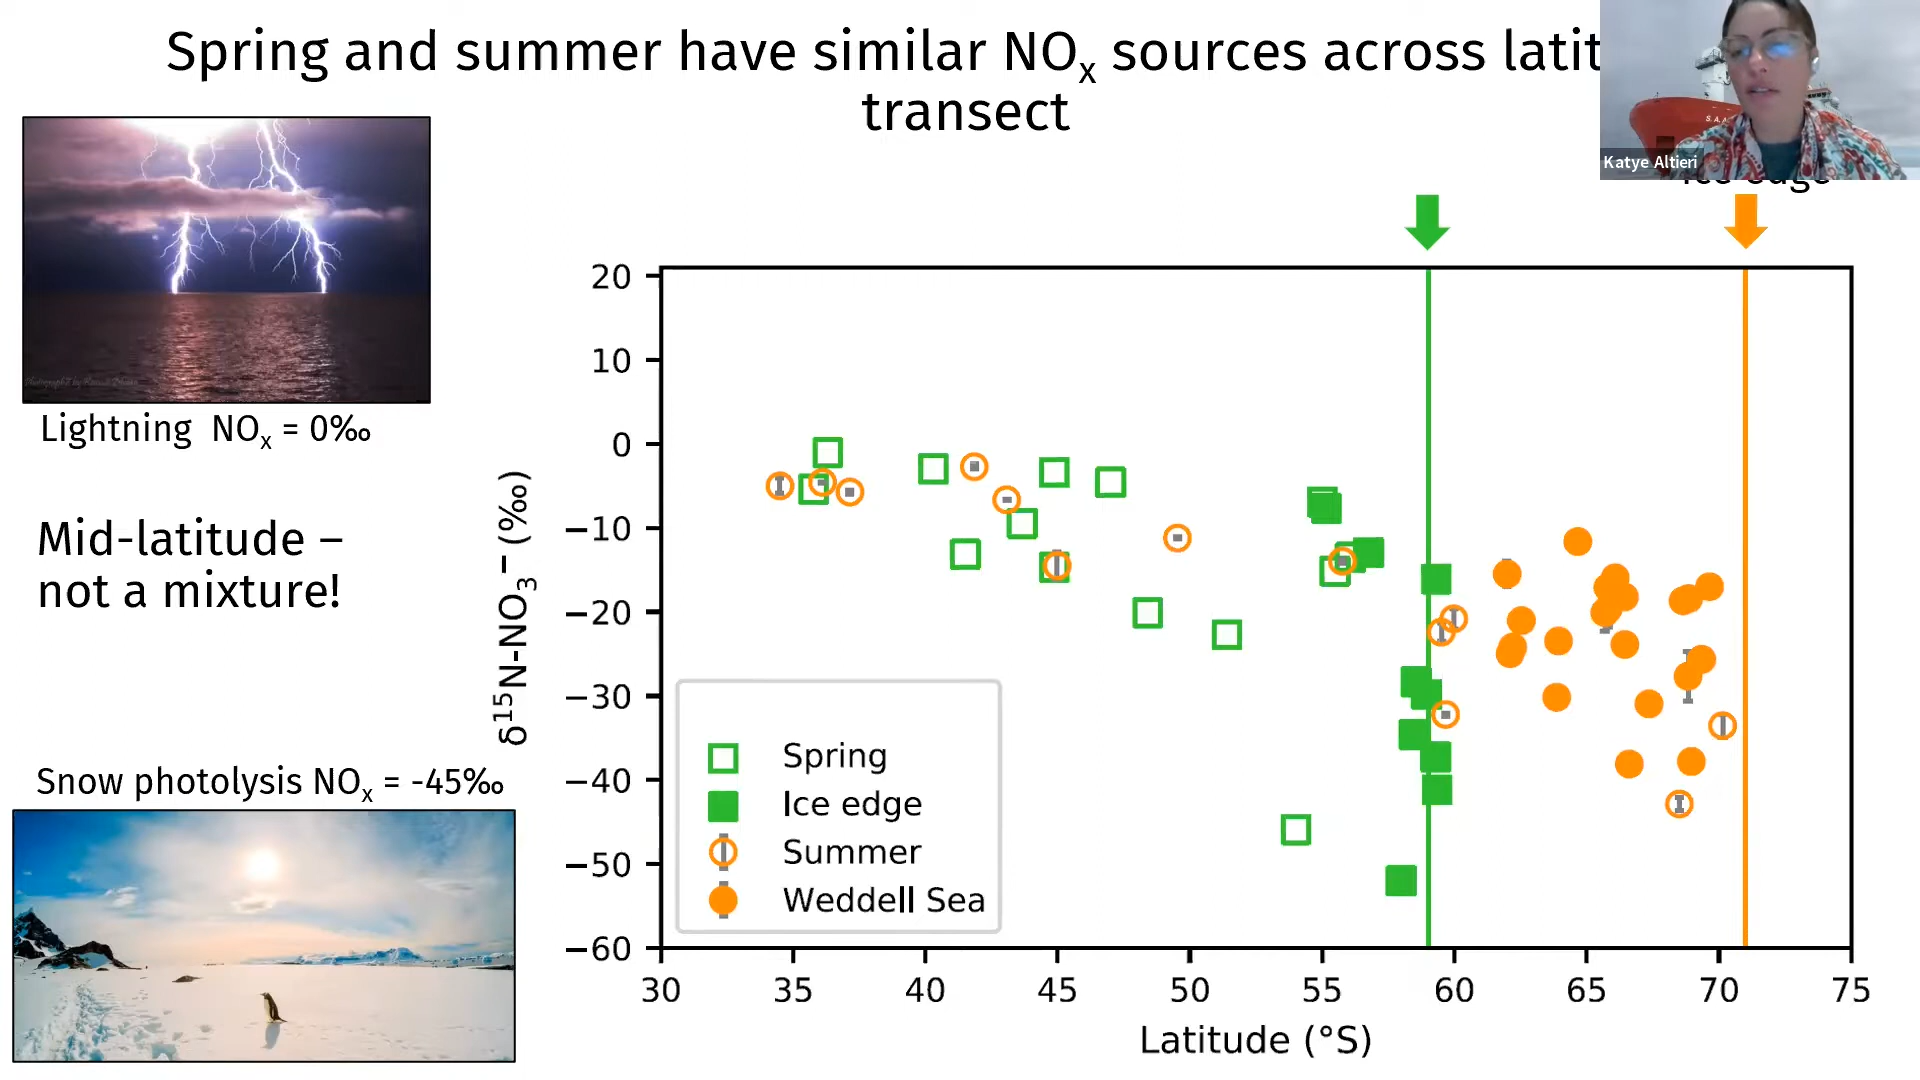 Spring and summer have similar NOₓ sources across
transect
Katye Altieri
Ice edge
Lightning NOₓ = 0‰
Mid-latitude –
not a mixture!
Snow photolysis NOₓ = -45‰
20
10
0
−10
−20
−30
−40
−50
−60
δ¹⁵N-NO₃⁻ (‰)
Spring
Ice edge
Summer
Weddell Sea
30 35 40 45 50 55 60 65 70 75
Latitude (°S)